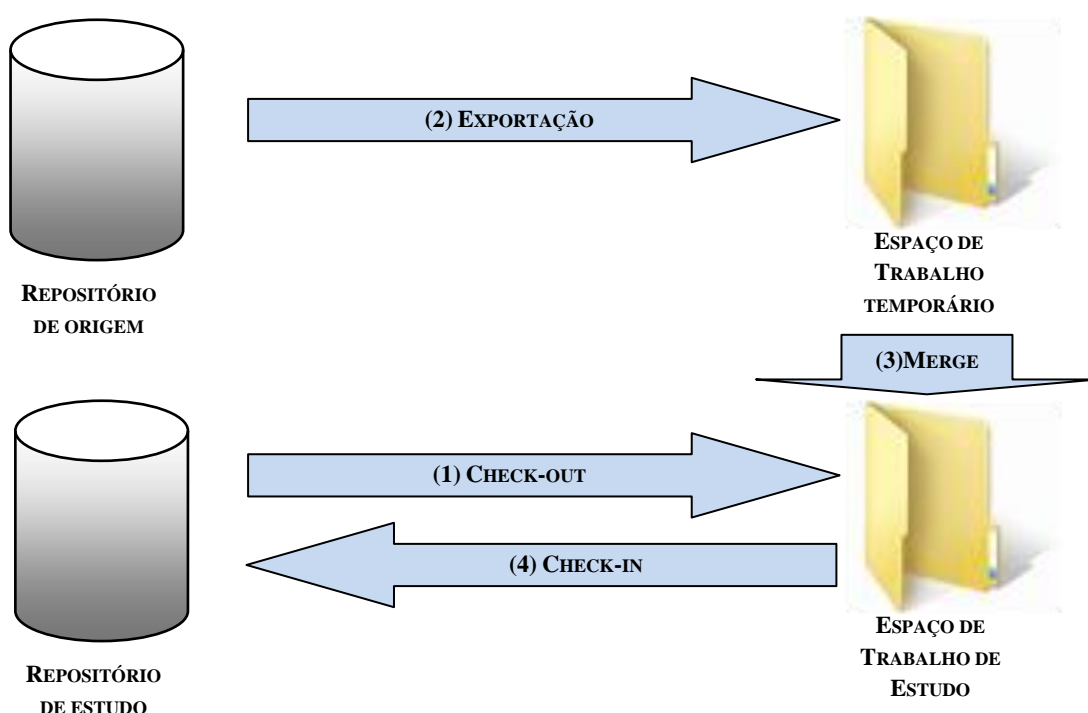 (2) EXPORTAÇÃO
ESPAÇO DE
TRABALHO
TEMPORÁRIO
REPOSITÓRIO
DE ORIGEM
(3)MERGE
(1) CHECK-OUT
(4) CHECK-IN
ESPAÇO DE
TRABALHO DE
ESTUDO
REPOSITÓRIO
DE ESTUDO